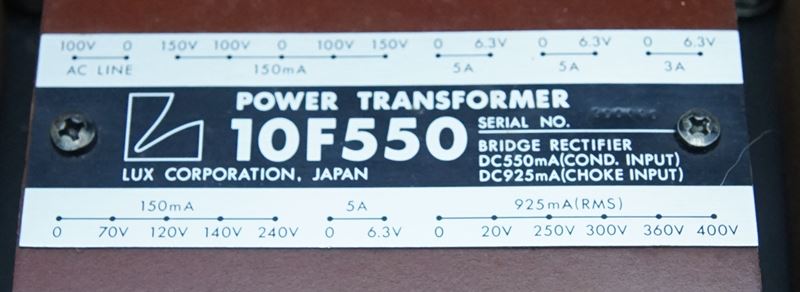 100V 0 150V 100V 0 100V 150V 0 6.3V 0 6.3V 0 6.3V
AC LINE 150mA 5A 5A 3A
POWER TRANSFORMER
10F550
LUX CORPORATION, JAPAN
SERIAL NO.
BRIDGE RECTIFIER
DC550mA(COND. INPUT)
DC925mA(CHOKE INPUT)
150mA 5A 925mA(RMS)
0 70V 120V 140V 240V 0 6.3V 0 20V 250V 300V 360V 400V